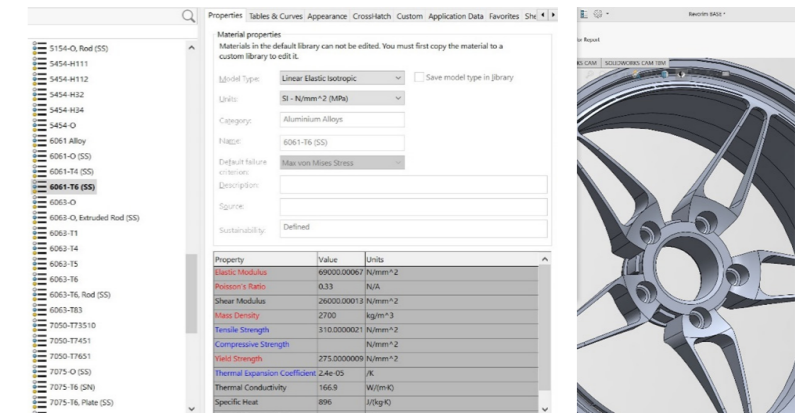 Properties Tables & Curves Appearance CrossHatch Custom Application Data Favorites She
Material properties
Materials in the default library can not be edited. You must first copy the material to a
custom library to edit it.
Model Type: Linear Elastic Isotropic Save model type in library
Units: SI - N/mm^2 (MPa)
Category: Aluminium Alloys
Name: 6061-T6 (SS)
Default failure
criterion: Max von Mises Stress
Description:
Source:
Sustainability: Defined
Property Value Units
Elastic Modulus 69000.00067 N/mm^2
Poisson's Ratio 0.33 N/A
Shear Modulus 26000.00013 N/mm^2
Mass Density 2700 kg/m^3
Tensile Strength 310.0000021 N/mm^2
Compressive Strength N/mm^2
Yield Strength 275.0000009 N/mm^2
Thermal Expansion Coefficient 2.4e-05 /K
Thermal Conductivity 166.9 W/(m·K)
Specific Heat 896 J/(kg·K)
5154-O, Rod (SS)
5454-H111
5454-H112
5454-H32
5454-H34
5454-O
6061 Alloy
6061-O (SS)
6061-T4 (SS)
6061-T6 (SS)
6063-O
6063-O, Extruded Rod (SS)
6063-T1
6063-T4
6063-T5
6063-T6
6063-T6, Rod (SS)
6063-T83
7050-T73510
7050-T7451
7050-T7651
7075-O (SS)
7075-T6 (SN)
7075-T6, Plate (SS)
Report
SOLIDWORKS CAM TBM